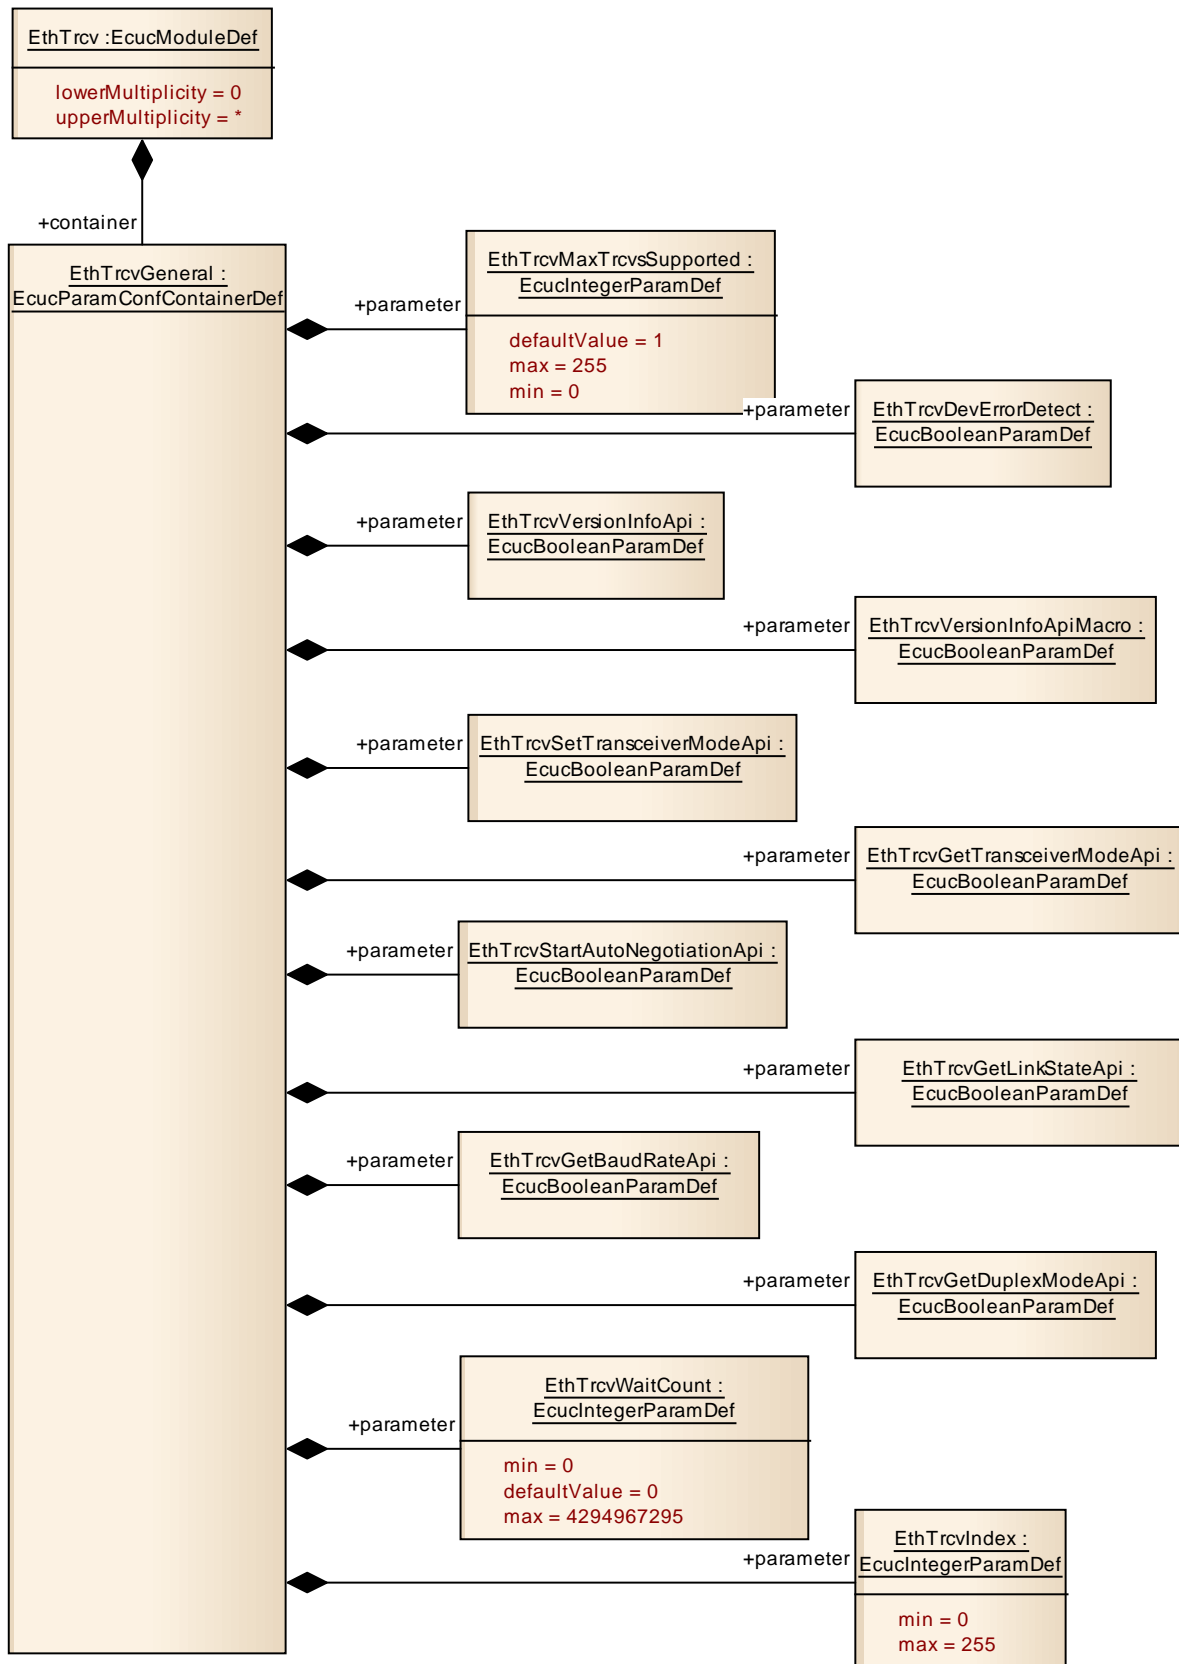 EthTrcv :EcucModuleDef
lowerMultiplicity = 0
upperMultiplicity = *
+container
EthTrcvGeneral :
EcucParamConfContainerDef
+parameter
EthTrcvMaxTrcvsSupported :
EcucIntegerParamDef
defaultValue = 1
max = 255
min = 0
+parameter
EthTrcvDevErrorDetect :
EcucBooleanParamDef
+parameter
EthTrcvVersionInfoApi :
EcucBooleanParamDef
+parameter
EthTrcvVersionInfoApiMacro :
EcucBooleanParamDef
+parameter
EthTrcvSetTransceiverModeApi :
EcucBooleanParamDef
+parameter
EthTrcvGetTransceiverModeApi :
EcucBooleanParamDef
+parameter
EthTrcvStartAutoNegotiationApi :
EcucBooleanParamDef
+parameter
EthTrcvGetLinkStateApi :
EcucBooleanParamDef
+parameter
EthTrcvGetBaudRateApi :
EcucBooleanParamDef
+parameter
EthTrcvGetDuplexModeApi :
EcucBooleanParamDef
+parameter
EthTrcvWaitCount :
EcucIntegerParamDef
min = 0
defaultValue = 0
max = 4294967295
+parameter
EthTrcvIndex :
EcucIntegerParamDef
min = 0
max = 255